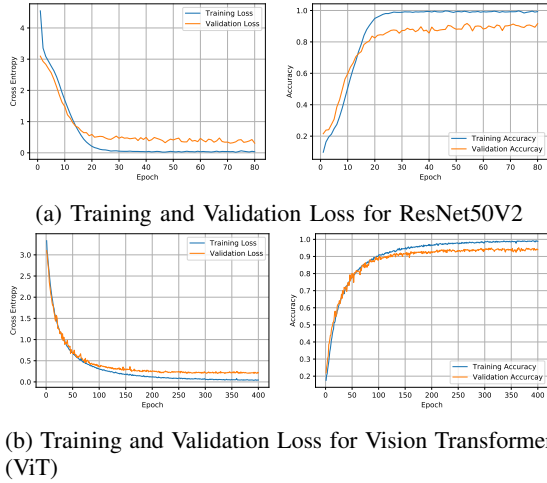 Training Loss
Validation Loss
4
3
2
1
0
Cross Entropy
0 10 20 30 40 50 60 70 80
Epoch
1.0
0.8
0.6
0.4
0.2
Accuracy
Training Accuracy
Validation Accurcay
0 10 20 30 40 50 60 70 80
Epoch
(a) Training and Validation Loss for ResNet50V2
Training Loss
Validation Loss
3.0
2.5
2.0
1.5
1.0
0.5
0.0
Cross Entropy
0 50 100 150 200 250 300 350 400
Epoch
1.0
0.9
0.8
0.7
0.6
0.5
0.4
0.3
0.2
Accuracy
Training Accuracy
Validation Accurcay
0 50 100 150 200 250 300 350 400
Epoch
(b) Training and Validation Loss for Vision Transformer
(ViT)